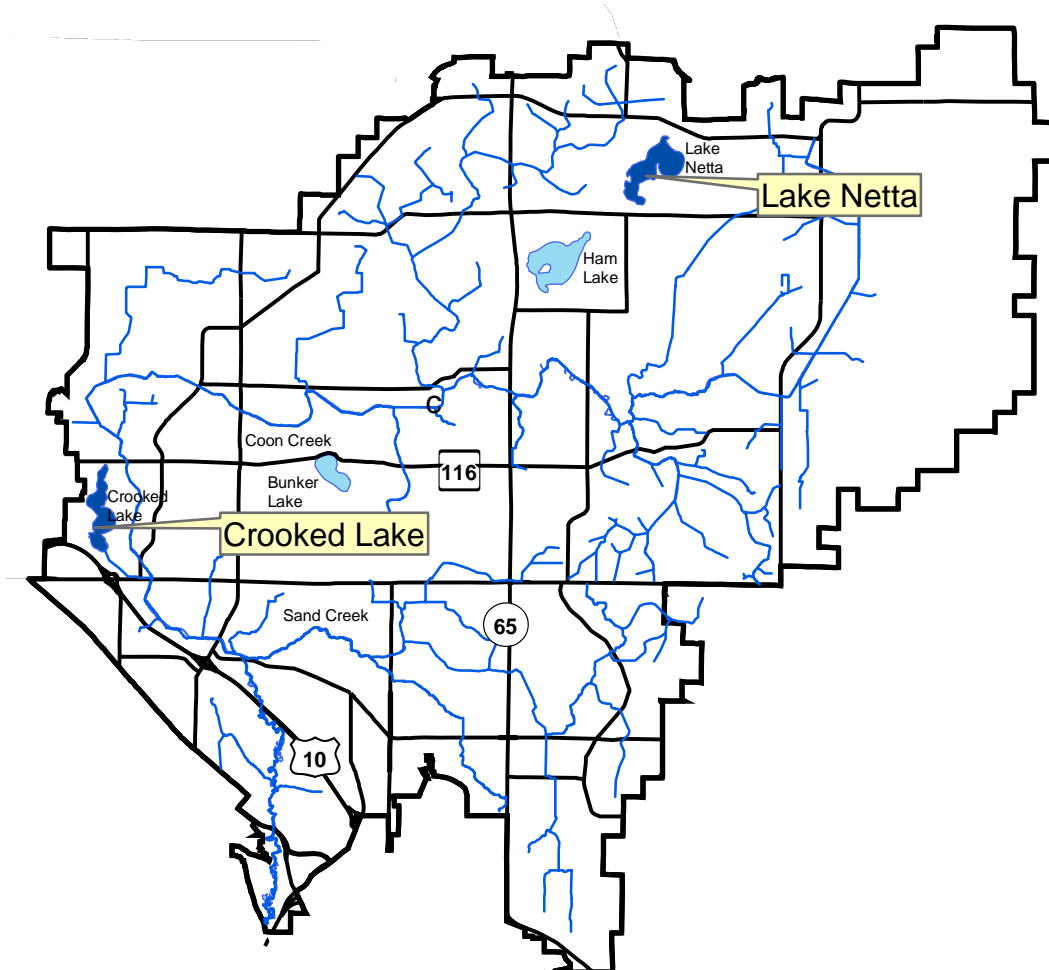 Lake
Netta
Lake Netta
Ham
Lake
C
Coon Creek
116
Bunker
Lake
Crooked
Lake
Crooked Lake
Sand Creek
65
10